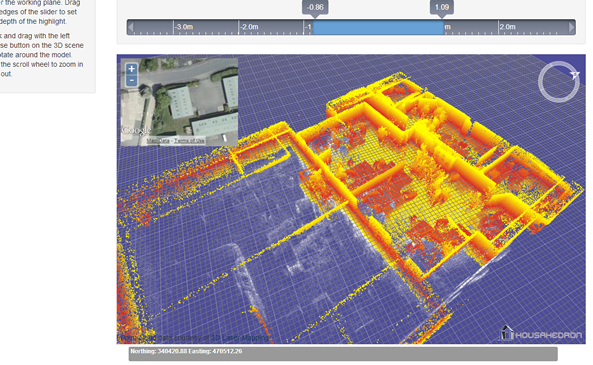 r the working plane. Drag
edges of the slider to set
depth of the highlight.
k and drag with the left
se button on the 3D scene
otate around the model.
the scroll wheel to zoom in
out.
-0.86 1.09
-3.0m -2.0m -1 m 2.0m
+
-
Google
Map Data - Terms of Use
HOUSAHEDRON
Northing: 340420.88 Easting: 470512.26